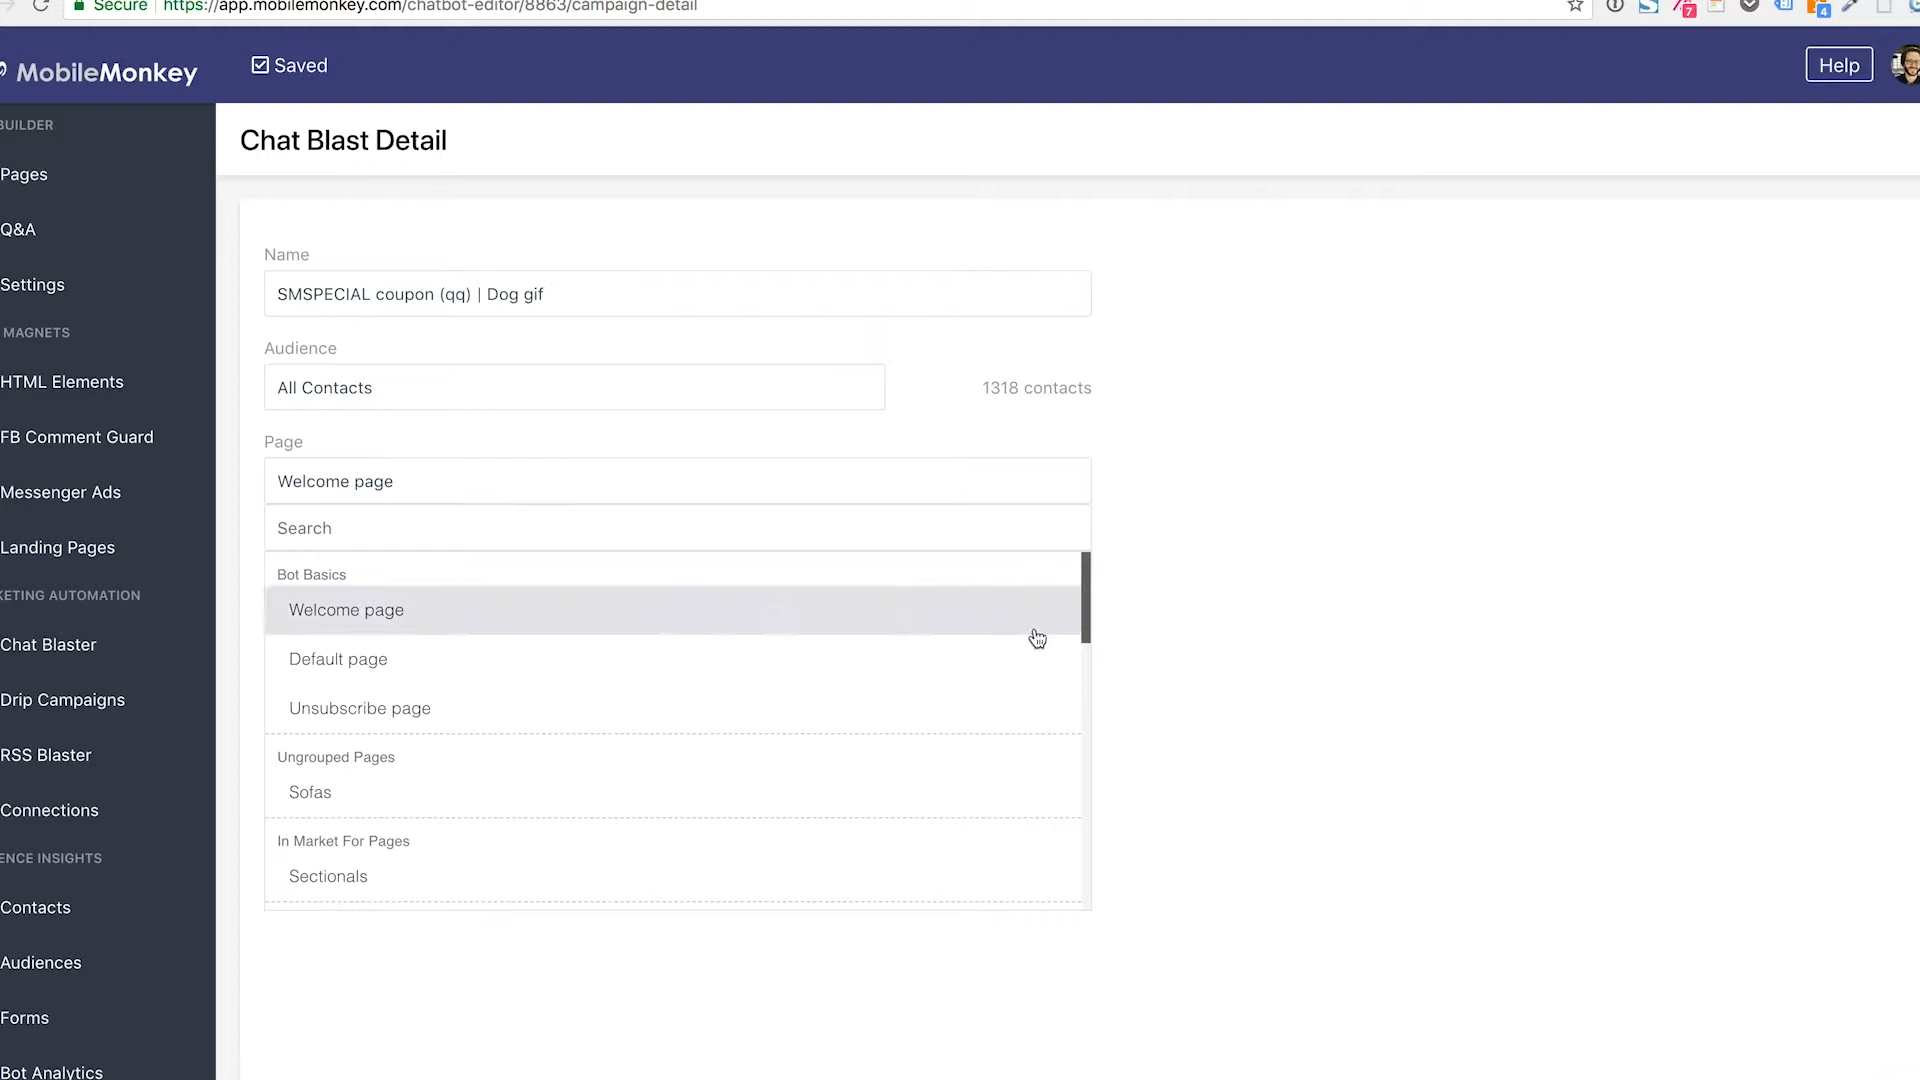 Secure
https://app.mobilemonkey.com/chatbot-editor/8863/campaign-detail
7
4
MobileMonkey
Saved
Help
BUILDER
Pages
Q&A
Settings
MAGNETS
HTML Elements
FB Comment Guard
Messenger Ads
Landing Pages
KETING AUTOMATION
Chat Blaster
Drip Campaigns
RSS Blaster
Connections
ENCE INSIGHTS
Contacts
Audiences
Forms
Bot Analytics
Chat Blast Detail
Name
SMSPECIAL coupon (qq) | Dog gif
Audience
All Contacts
1318 contacts
Page
Welcome page
Search
Bot Basics
Welcome page
Default page
Unsubscribe page
Ungrouped Pages
Sofas
In Market For Pages
Sectionals